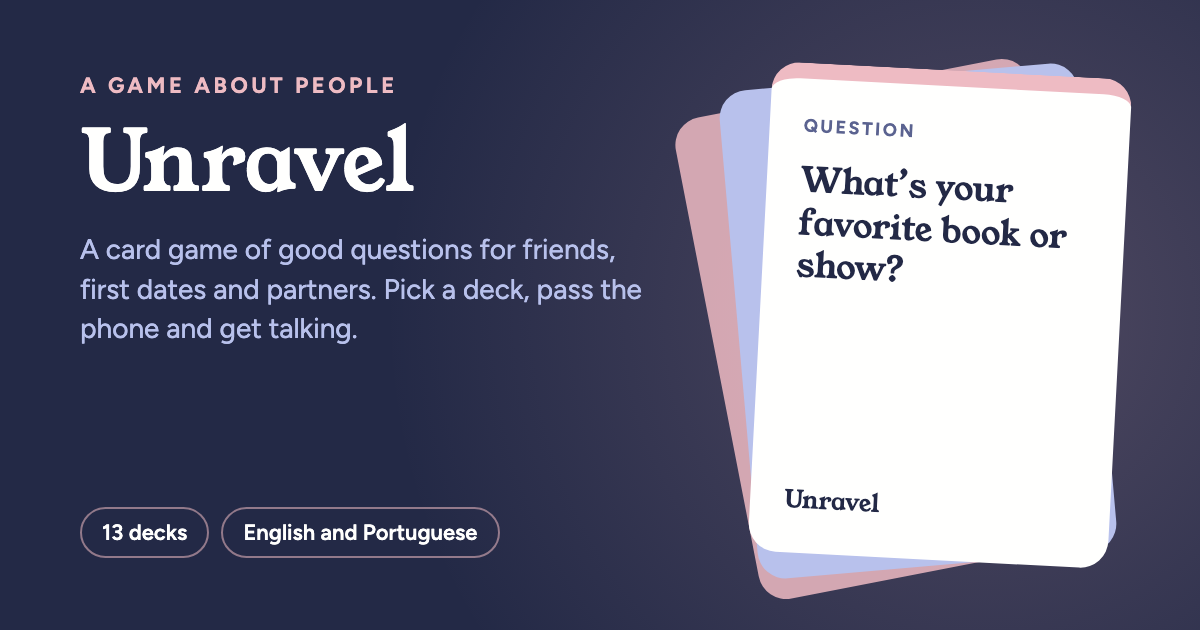 A GAME ABOUT PEOPLE
Unravel
A card game of good questions for friends,
first dates and partners. Pick a deck, pass the
phone and get talking.
13 decks
English and Portuguese
QUESTION
What’s your
favorite book or
show?
Unravel